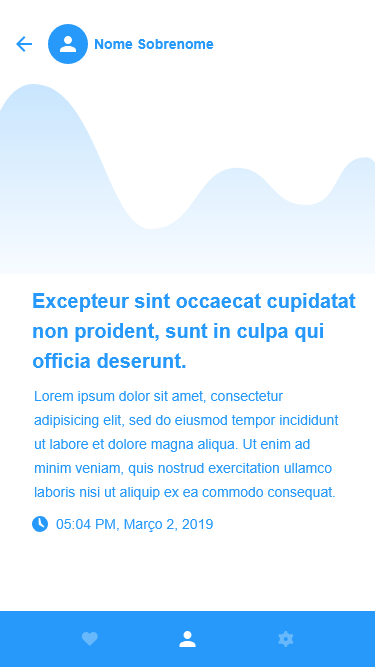 Nome Sobrenome
Excepteur sint occaecat cupidatat
non proident, sunt in culpa qui
officia deserunt.
Lorem ipsum dolor sit amet, consectetur
adipisicing elit, sed do eiusmod tempor incididunt
ut labore et dolore magna aliqua. Ut enim ad
minim veniam, quis nostrud exercitation ullamco
laboris nisi ut aliquip ex ea commodo consequat.
05:04 PM, Março 2, 2019